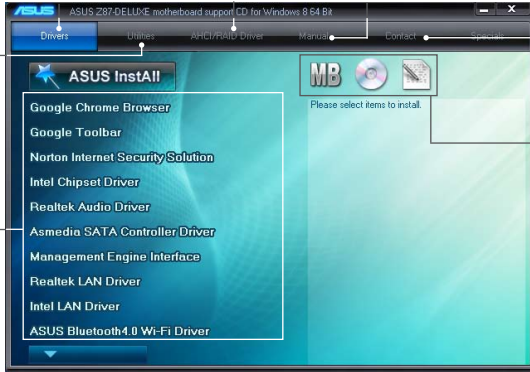 ASUS ASUS Z87-DELUXE motherboard support CD for Windows 8 64 Bit
Drivers Utilities AHCI/RAID Driver Manual Contact Specials
ASUS InstAll
MB
Please select items to install.
Google Chrome Browser
Google Toolbar
Norton Internet Security Solution
Intel Chipset Driver
Realtek Audio Driver
Asmedia SATA Controller Driver
Management Engine Interface
Realtek LAN Driver
Intel LAN Driver
ASUS Bluetooth4.0 Wi-Fi Driver